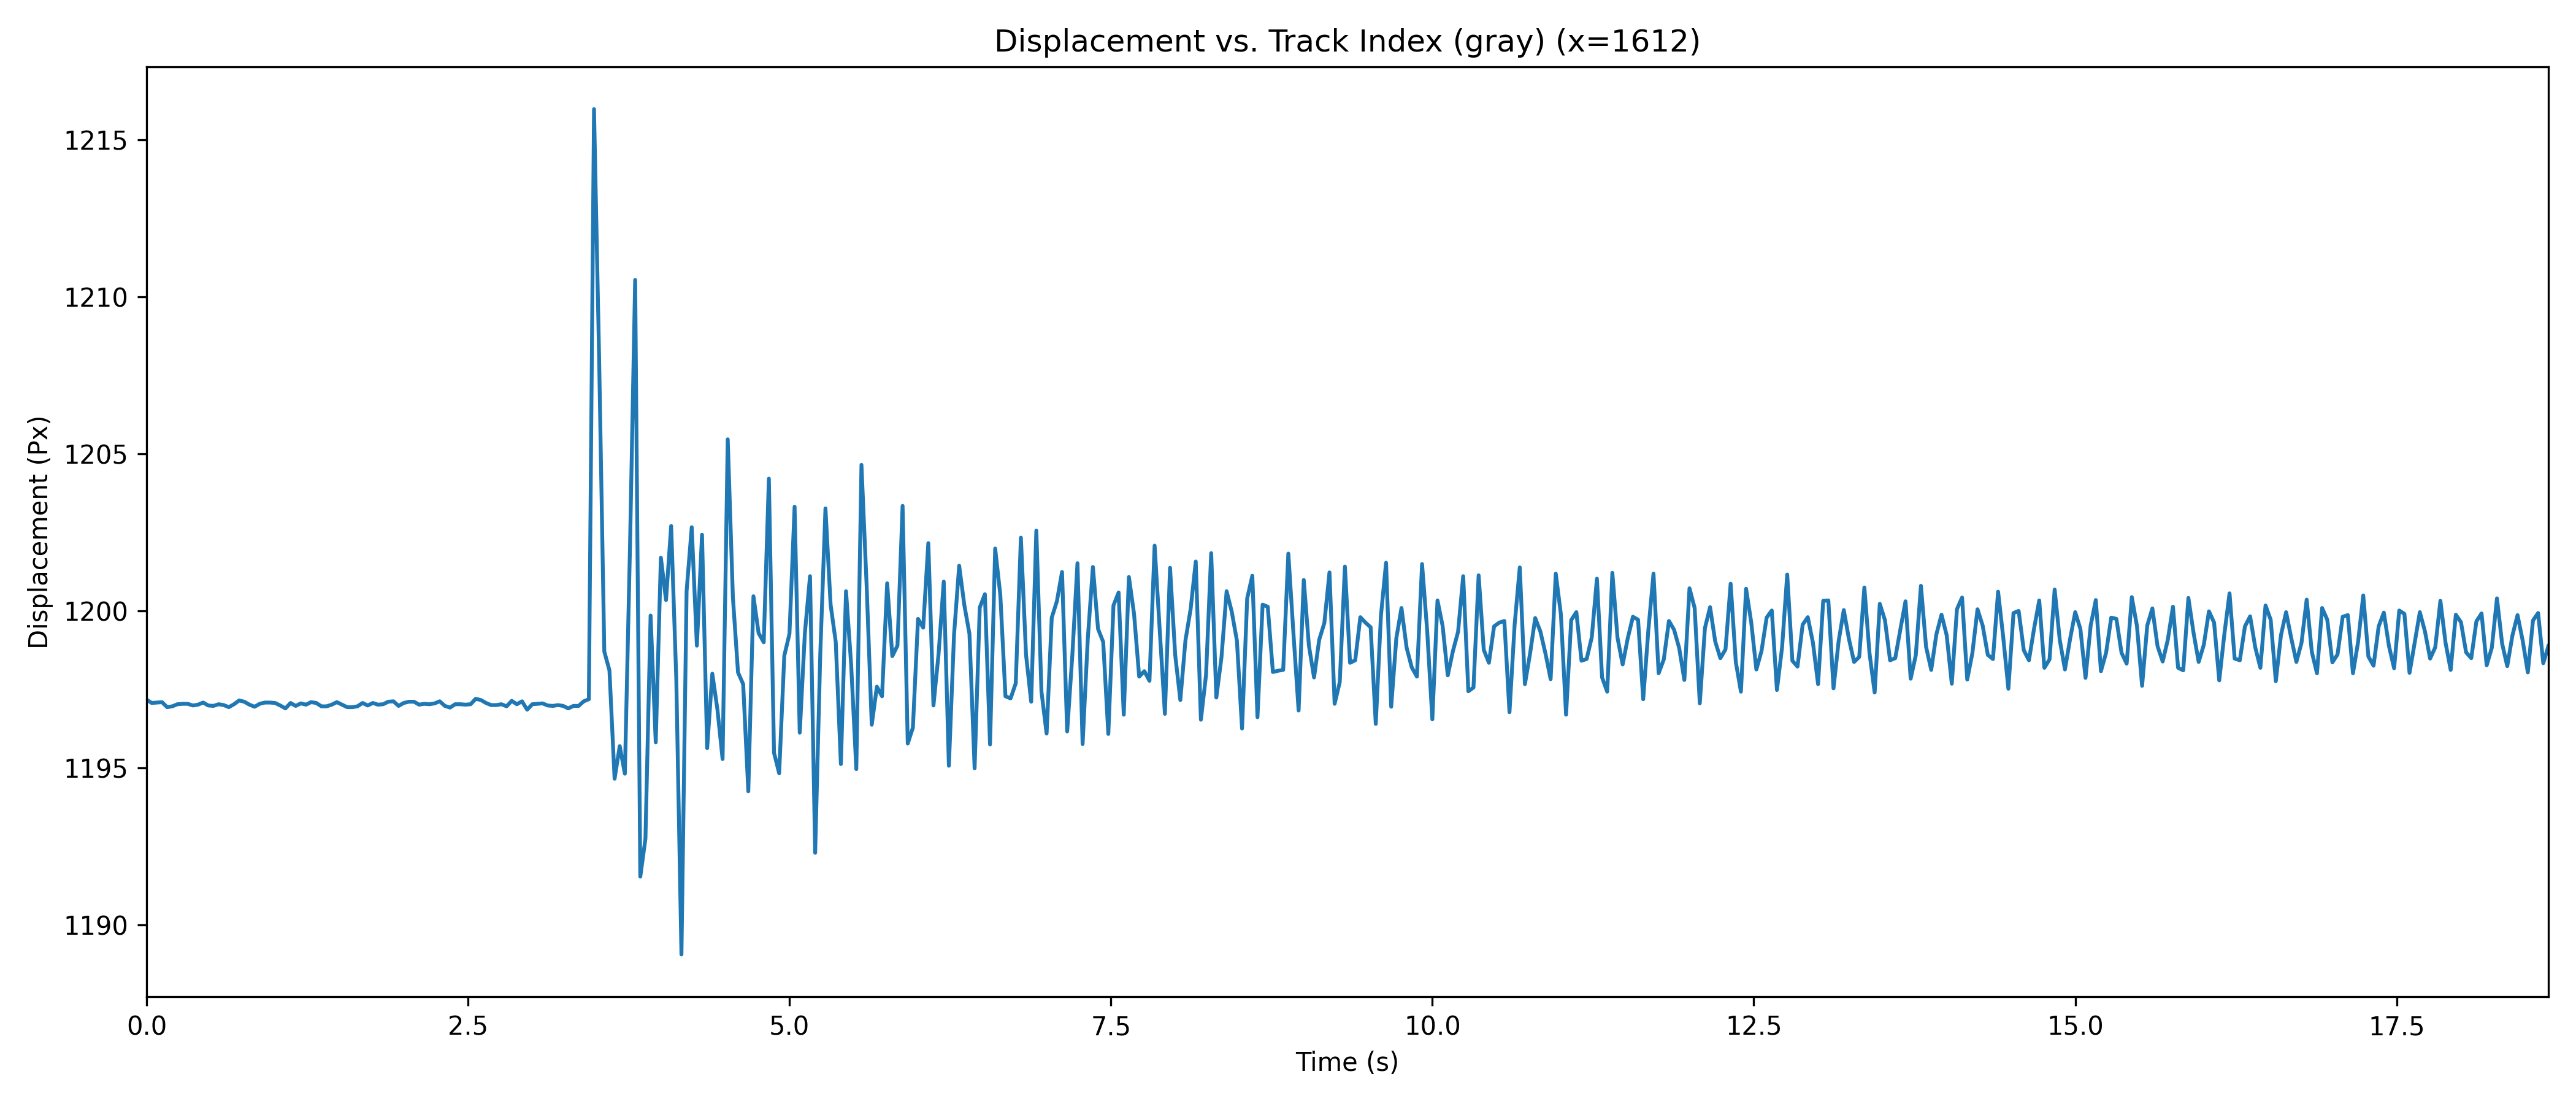 Displacement vs. Track Index (gray) (x=1612)
1215
1210
1205
1200
1195
1190
Displacement (Px)
0.0 2.5 5.0 7.5 10.0 12.5 15.0 17.5
Time (s)